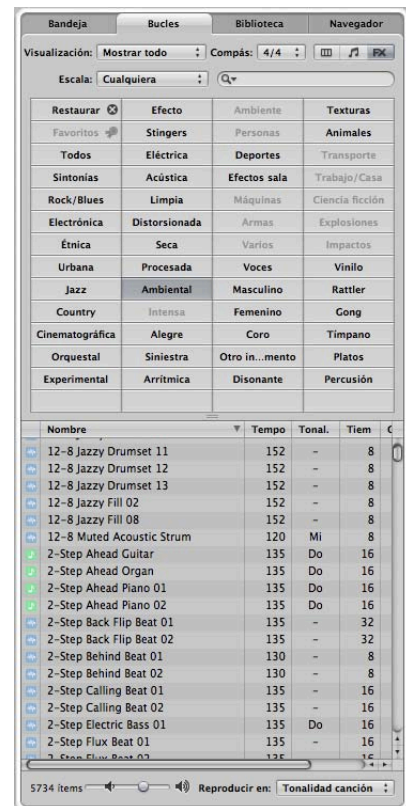 Bandeja Bucles Biblioteca Navegador
Visualización: Mostrar todo Compás: 4/4 FX
Escala: Cualquiera
Restaurar Efecto Ambiente Texturas
Favoritos Stingers Personas Animales
Todos Eléctrica Deportes Transporte
Sintonías Acústica Efectos sala Trabajo/Casa
Rock/Blues Limpia Máquinas Ciencia ficción
Electrónica Distorsionada Armas Explosiones
Étnica Seca Varios Impactos
Urbana Procesada Voces Vinilo
Jazz Ambiental Masculino Rattler
Country Intensa Femenino Gong
Cinematográfica Alegre Coro Tímpano
Orquestal Siniestra Otro in...mento Platos
Experimental Arrítmica Disonante Percusión
Nombre Tempo Tonal. Tiem
12-8 Jazzy Drumset 11 152 - 8
12-8 Jazzy Drumset 12 152 - 8
12-8 Jazzy Drumset 13 152 - 8
12-8 Jazzy Fill 02 152 - 8
12-8 Jazzy Fill 08 152 - 8
12-8 Muted Acoustic Strum 120 Mi 8
2-Step Ahead Guitar 135 Do 16
2-Step Ahead Organ 135 Do 16
2-Step Ahead Piano 01 135 Do 16
2-Step Ahead Piano 02 135 Do 16
2-Step Back Flip Beat 01 135 - 32
2-Step Back Flip Beat 02 135 - 32
2-Step Behind Beat 01 130 - 8
2-Step Behind Beat 02 130 - 8
2-Step Calling Beat 01 135 - 16
2-Step Calling Beat 02 135 - 16
2-Step Electric Bass 01 135 Do 16
2-Step Flux Beat 01 135 - 16
2-Step Flux Beat 02 135 - 16
5734 ítems Reproducir en: Tonalidad canción